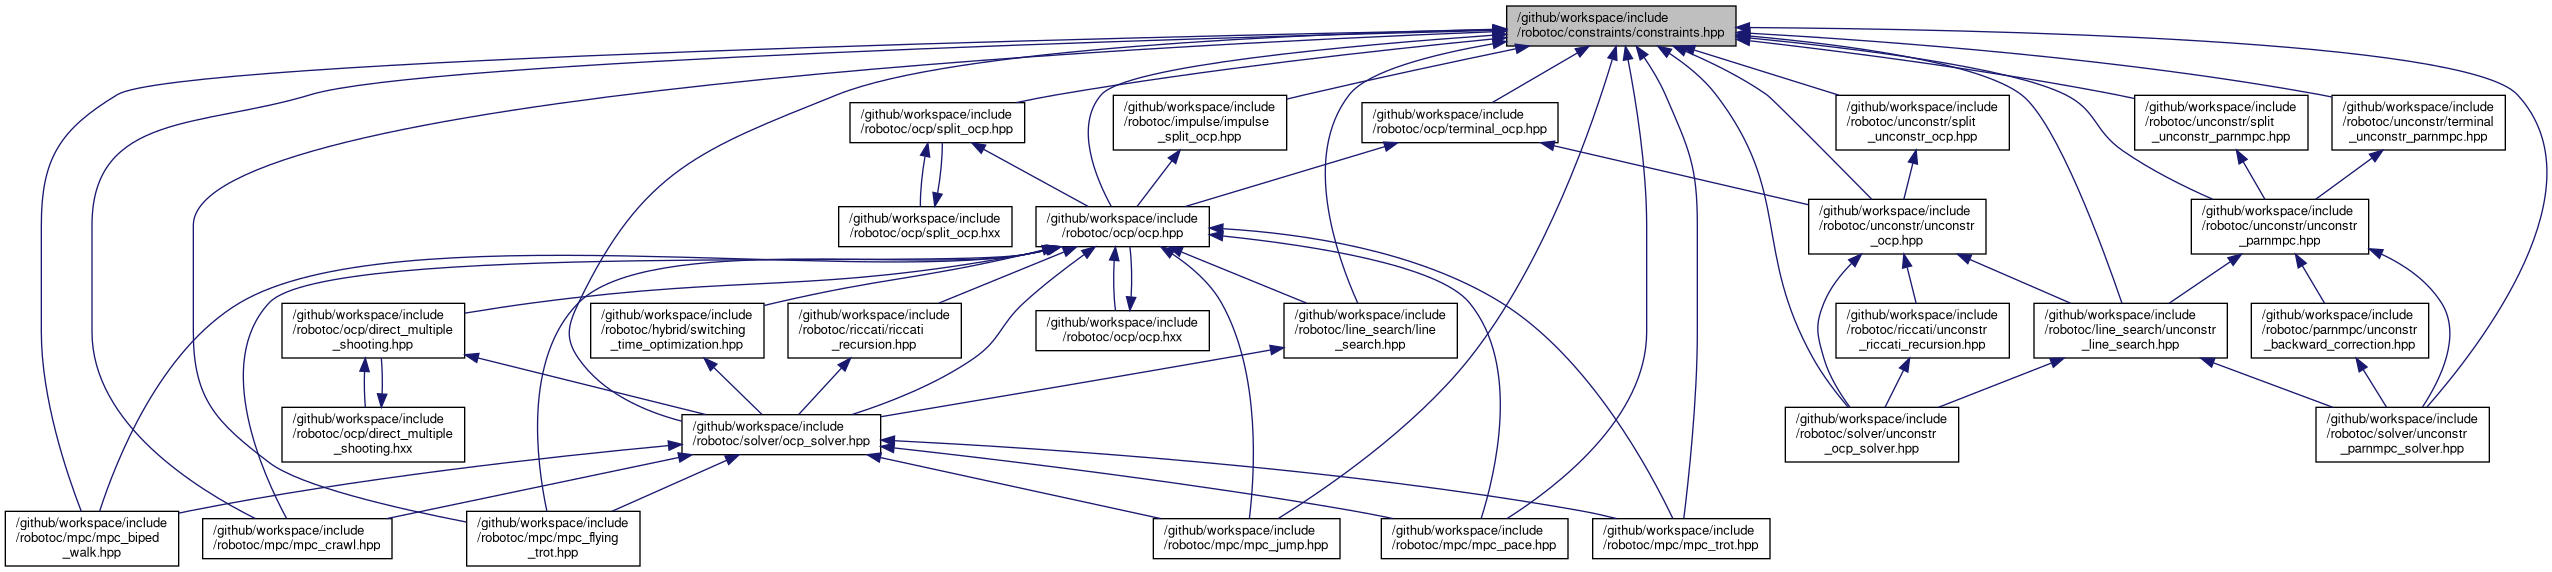 /github/workspace/include
/robotoc/constraints/constraints.hpp
/github/workspace/include
/robotoc/ocp/split_ocp.hpp
/github/workspace/include
/robotoc/impulse/impulse
_split_ocp.hpp
/github/workspace/include
/robotoc/ocp/terminal_ocp.hpp
/github/workspace/include
/robotoc/unconstr/split
_unconstr_ocp.hpp
/github/workspace/include
/robotoc/unconstr/split
_unconstr_parnmpc.hpp
/github/workspace/include
/robotoc/unconstr/terminal
_unconstr_parnmpc.hpp
/github/workspace/include
/robotoc/ocp/split_ocp.hxx
/github/workspace/include
/robotoc/ocp/ocp.hpp
/github/workspace/include
/robotoc/unconstr/unconstr
_ocp.hpp
/github/workspace/include
/robotoc/unconstr/unconstr
_parnmpc.hpp
/github/workspace/include
/robotoc/ocp/direct_multiple
_shooting.hpp
/github/workspace/include
/robotoc/hybrid/switching
_time_optimization.hpp
/github/workspace/include
/robotoc/riccati/riccati
_recursion.hpp
/github/workspace/include
/robotoc/ocp/ocp.hxx
/github/workspace/include
/robotoc/line_search/line
_search.hpp
/github/workspace/include
/robotoc/riccati/unconstr
_riccati_recursion.hpp
/github/workspace/include
/robotoc/line_search/unconstr
_line_search.hpp
/github/workspace/include
/robotoc/parnmpc/unconstr
_backward_correction.hpp
/github/workspace/include
/robotoc/ocp/direct_multiple
_shooting.hxx
/github/workspace/include
/robotoc/solver/ocp_solver.hpp
/github/workspace/include
/robotoc/solver/unconstr
_ocp_solver.hpp
/github/workspace/include
/robotoc/solver/unconstr
_parnmpc_solver.hpp
/github/workspace/include
/robotoc/mpc/mpc_biped
_walk.hpp
/github/workspace/include
/robotoc/mpc/mpc_crawl.hpp
/github/workspace/include
/robotoc/mpc/mpc_flying
_trot.hpp
/github/workspace/include
/robotoc/mpc/mpc_jump.hpp
/github/workspace/include
/robotoc/mpc/mpc_pace.hpp
/github/workspace/include
/robotoc/mpc/mpc_trot.hpp